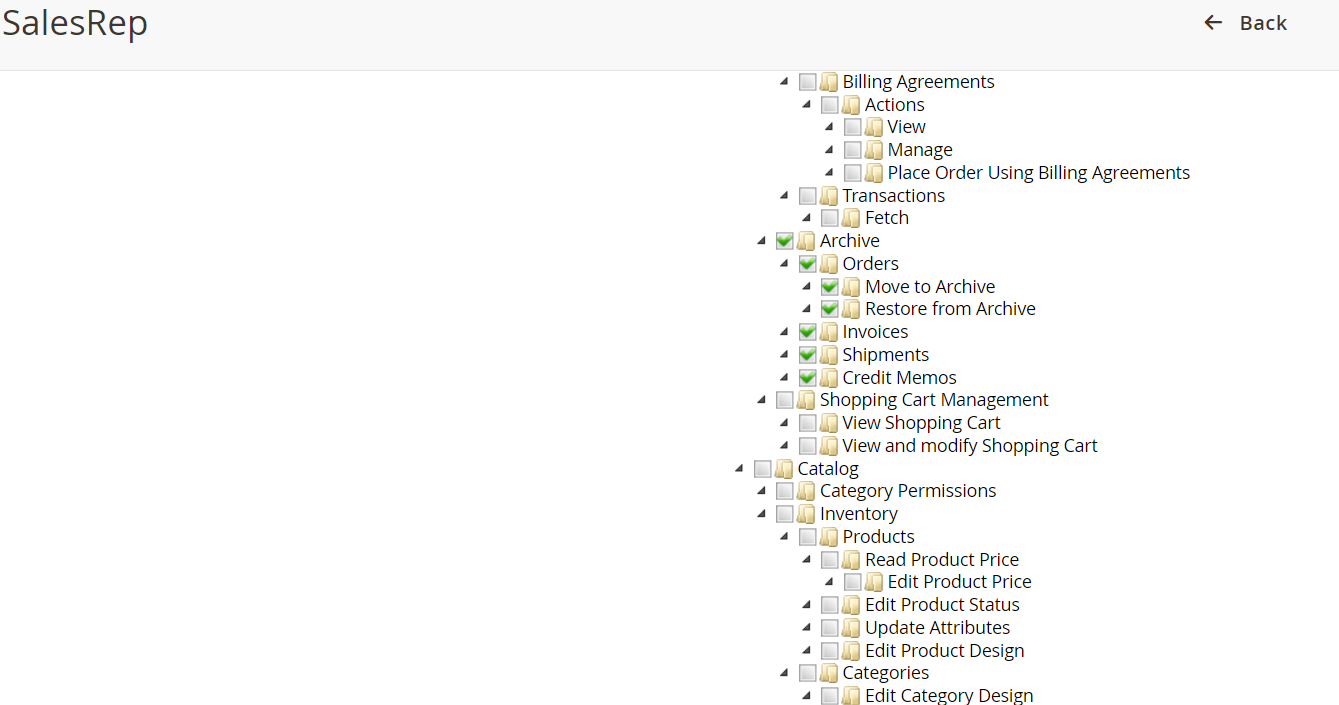 SalesRep
Back
Billing Agreements
Actions
View
Manage
Place Order Using Billing Agreements
Transactions
Fetch
Archive
Orders
Move to Archive
Restore from Archive
Invoices
Shipments
Credit Memos
Shopping Cart Management
View Shopping Cart
View and modify Shopping Cart
Catalog
Category Permissions
Inventory
Products
Read Product Price
Edit Product Price
Edit Product Status
Update Attributes
Edit Product Design
Categories
Edit Category Design